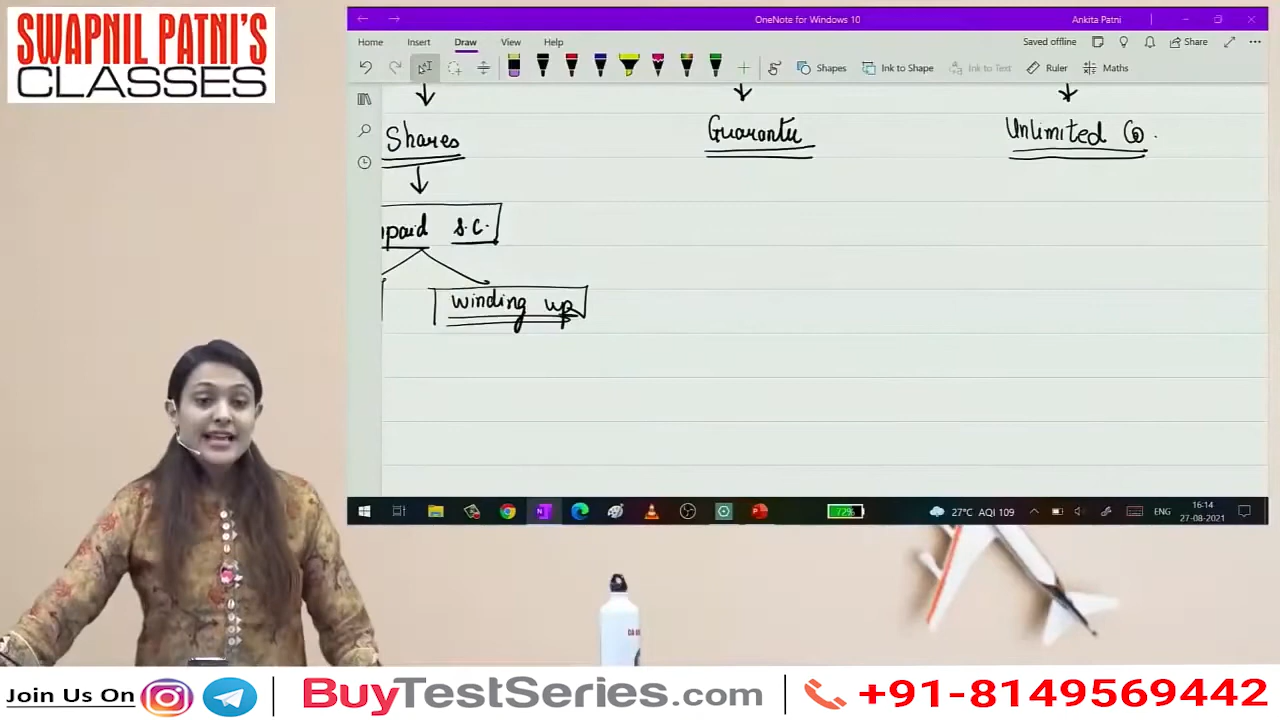 SWAPNIL PATNI'S
CLASSES
OneNote for Windows 10
Ankita Patni
Home Insert Draw View Help
Saved offline
Share
Shapes
Ink to Shape
Ink to Text
Ruler
Maths
Shares
Guarantee
Unlimited Co.
npaid S.C.
winding up
72%
27°C AQI 109
ENG
16:14
27-08-2021
Join Us On
BuyTestSeries.com
+91-8149569442